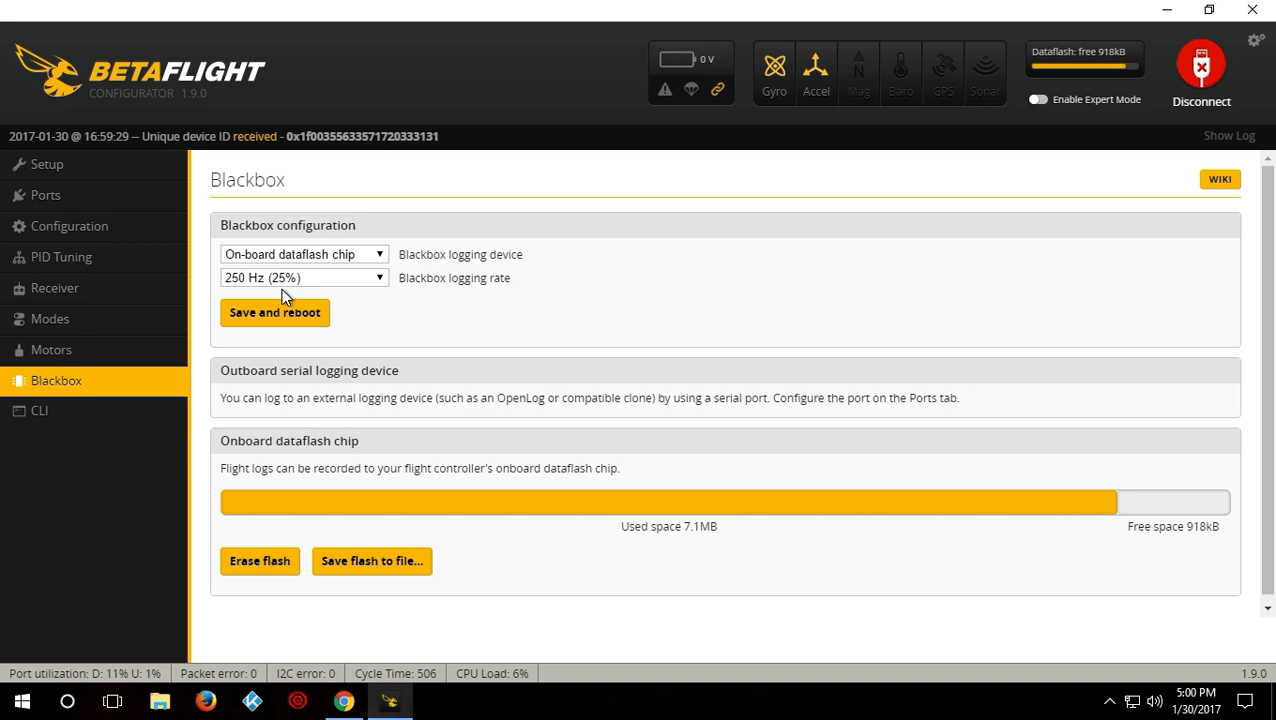 BETAFLIGHT
CONFIGURATOR 1.9.0
0 V
Gyro Accel Mag Baro GPS Sonar
Dataflash: free 918kB
Enable Expert Mode
Disconnect
2017-01-30 @ 16:59:29 -- Unique device ID received - 0x1f0035563357172033​3131
Show Log
Setup
Ports
Configuration
PID Tuning
Receiver
Modes
Motors
Blackbox
CLI
Blackbox
WIKI
Blackbox configuration
On-board dataflash chip Blackbox logging device
250 Hz (25%) Blackbox logging rate
Save and reboot
Outboard serial logging device
You can log to an external logging device (such as an OpenLog or compatible clone) by using a serial port. Configure the port on the Ports tab.
Onboard dataflash chip
Flight logs can be recorded to your flight controller's onboard dataflash chip.
Used space 7.1MB Free space 918kB
Erase flash Save flash to file...
Port utilization: D: 11% U: 1% Packet error: 0 I2C error: 0 Cycle Time: 506 CPU Load: 6% 1.9.0
5:00 PM
1/30/2017